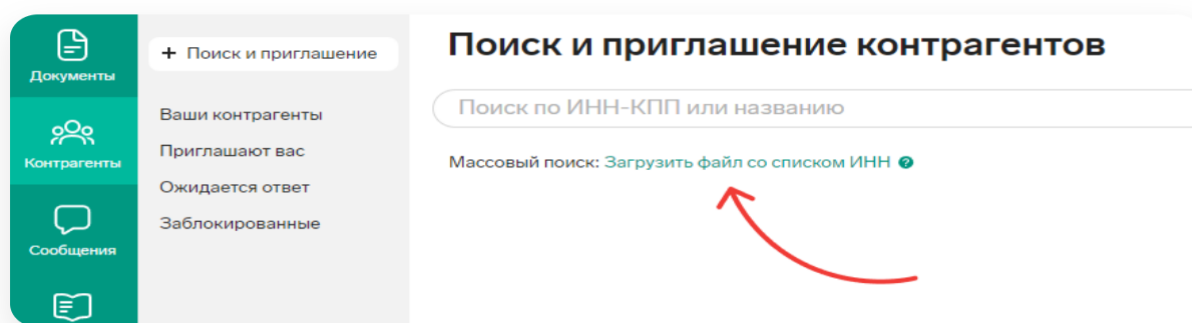 Документы
Контрагенты
Сообщения
+ Поиск и приглашение
Ваши контрагенты
Приглашают вас
Ожидается ответ
Заблокированные
Поиск и приглашение контрагентов
Поиск по ИНН-КПП или названию
Массовый поиск: Загрузить файл со списком ИНН ?